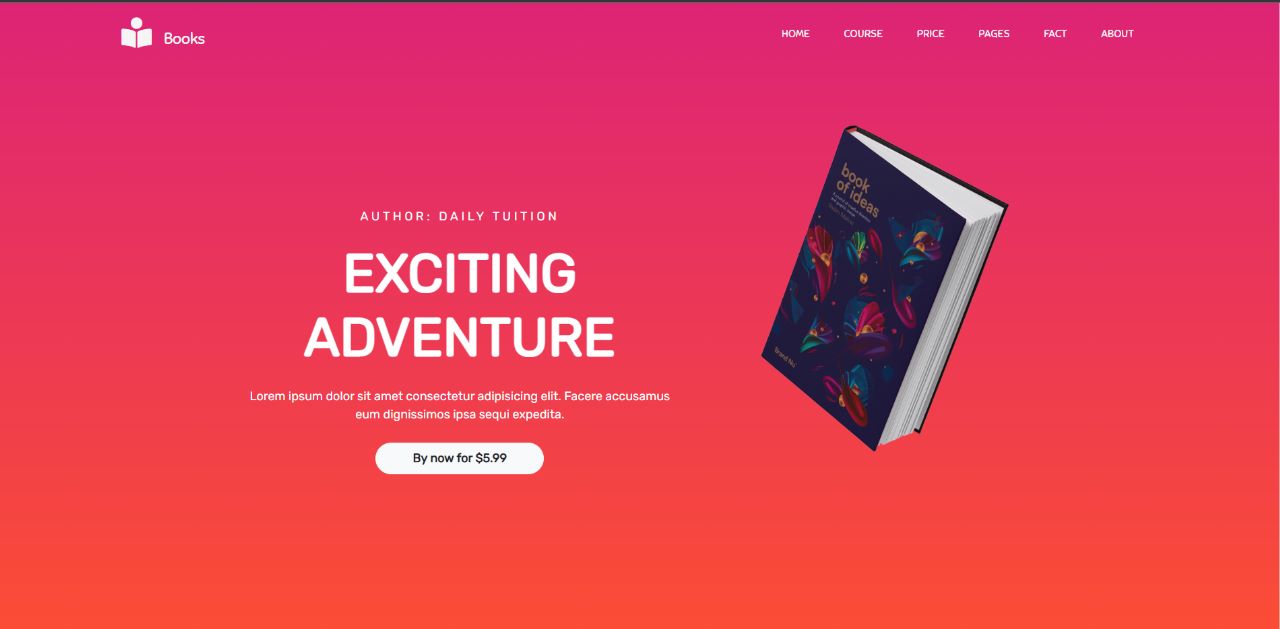 Books
HOME COURSE PRICE PAGES FACT ABOUT
AUTHOR: DAILY TUITION
EXCITING
ADVENTURE
Lorem ipsum dolor sit amet consectetur adipisicing elit. Facere accusamus
eum dignissimos ipsa sequi expedita.
By now for $5.99
book
of ideas
Brand Nu